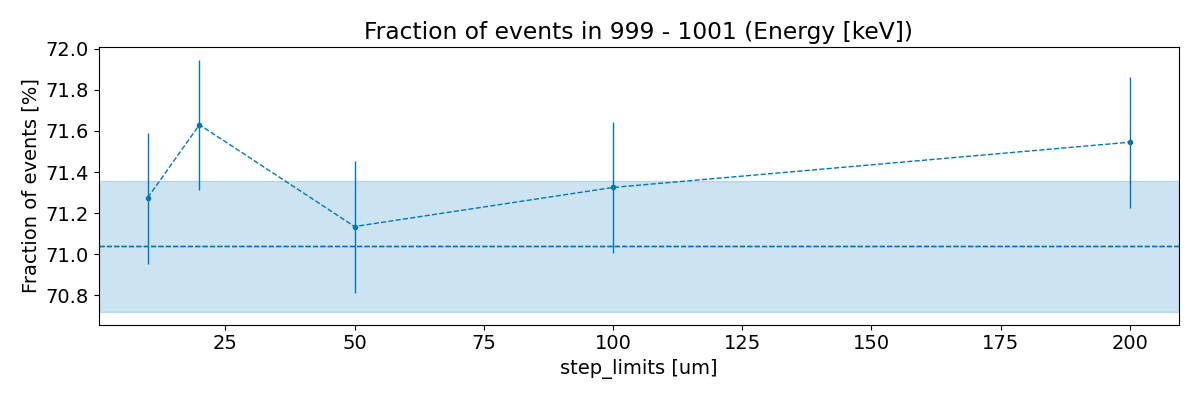 Fraction of events in 999 - 1001 (Energy [keV])
Fraction of events [%]
72.0
71.8
71.6
71.4
71.2
71.0
70.8
25 50 75 100 125 150 175 200
step_limits [um]